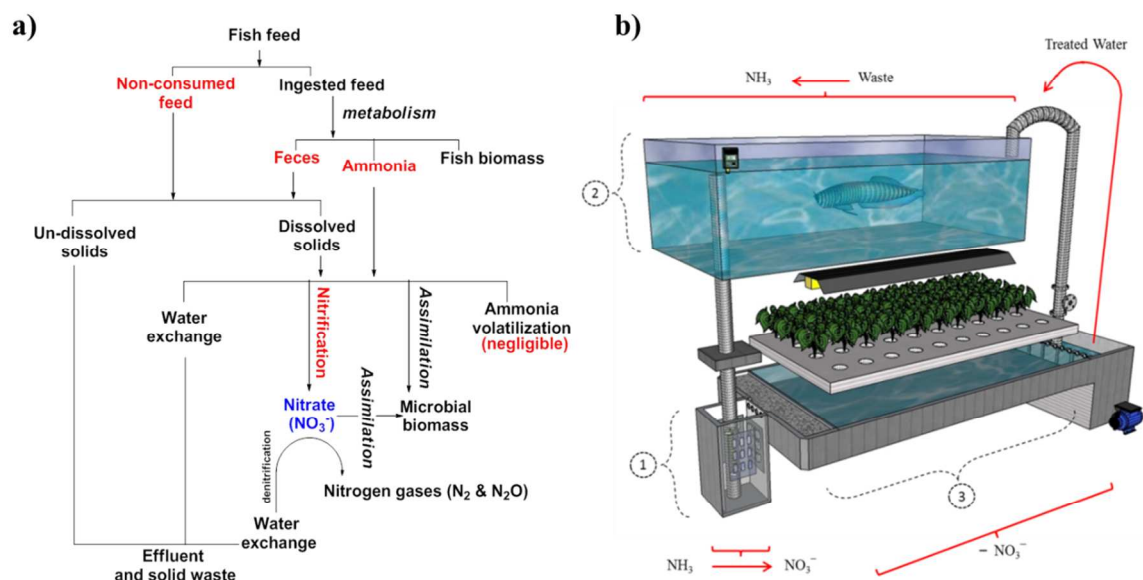 a)
Fish feed
Non-consumed
feed
Ingested feed
metabolism
Feces
Ammonia
Fish biomass
Un-dissolved
solids
Dissolved
solids
Water
exchange
Nitrification
Assimilation
Ammonia
volatilization
(negligible)
Nitrate
(NO₃⁻)
Assimilation
Microbial
biomass
denitrification
Nitrogen gases (N₂ & N₂O)
Water
exchange
Effluent
and solid waste
b)
Treated Water
NH₃
Waste
2
1
3
NH₃
NO₃⁻
− NO₃⁻